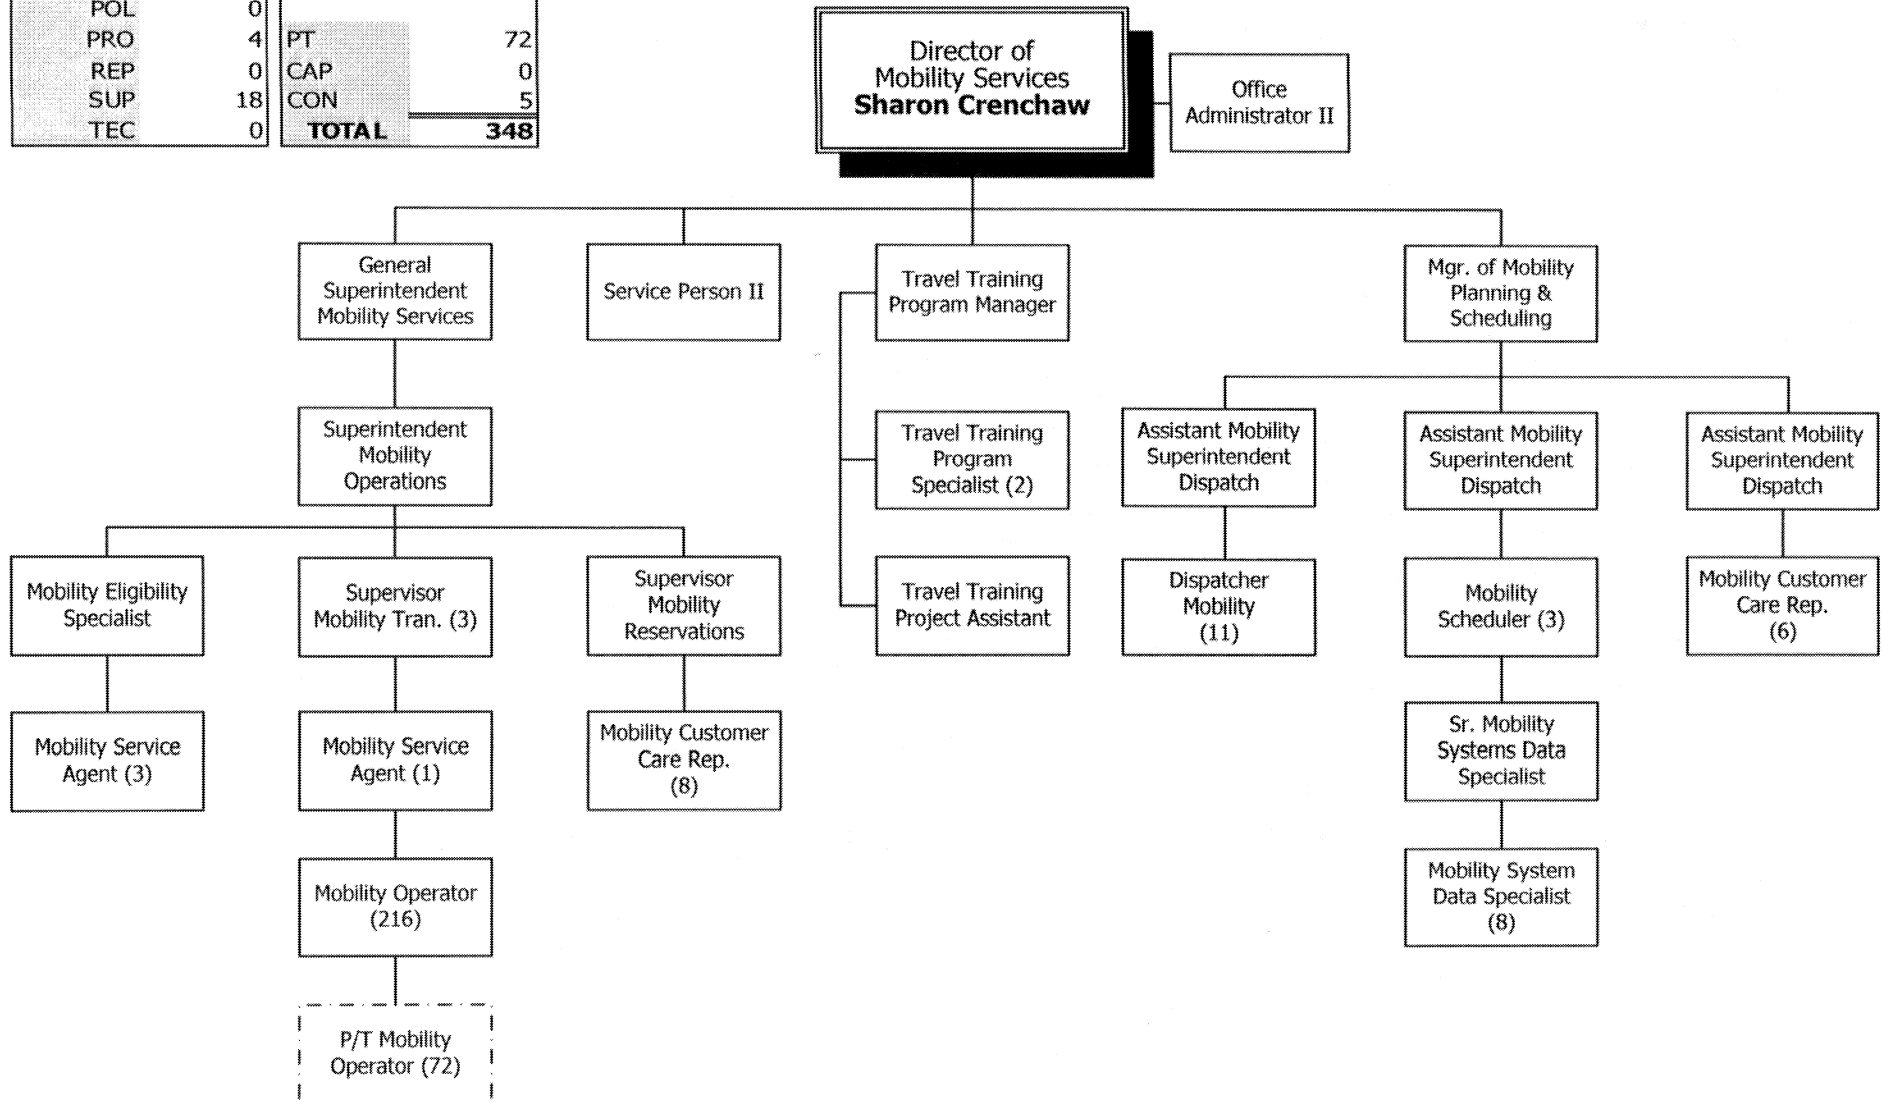 POL 0
PRO 4 PT 72
REP 0 CAP 0
SUP 18 CON 5
TEC 0 TOTAL 348
Director of
Mobility Services
Sharon Crenchaw
Office
Administrator II
General
Superintendent
Mobility Services
Service Person II
Travel Training
Program Manager
Mgr. of Mobility
Planning &
Scheduling
Superintendent
Mobility
Operations
Travel Training
Program
Specialist (2)
Assistant Mobility
Superintendent
Dispatch
Assistant Mobility
Superintendent
Dispatch
Assistant Mobility
Superintendent
Dispatch
Mobility Eligibility
Specialist
Supervisor
Mobility Tran. (3)
Supervisor
Mobility
Reservations
Travel Training
Project Assistant
Dispatcher
Mobility
(11)
Mobility
Scheduler (3)
Mobility Customer
Care Rep.
(6)
Mobility Service
Agent (3)
Mobility Service
Agent (1)
Mobility Customer
Care Rep.
(8)
Sr. Mobility
Systems Data
Specialist
Mobility Operator
(216)
Mobility System
Data Specialist
(8)
P/T Mobility
Operator (72)